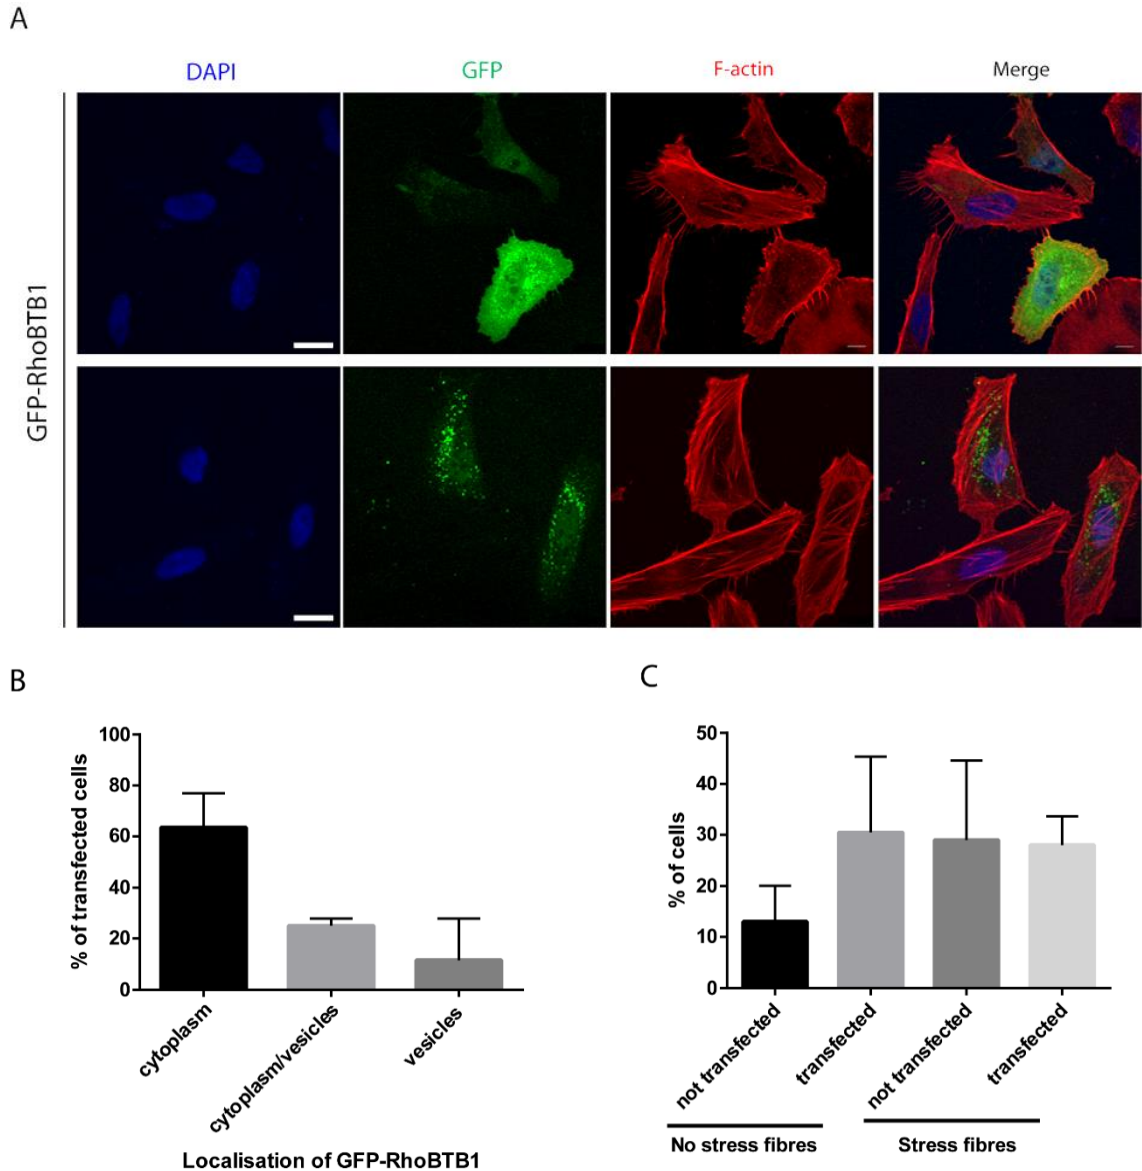 A
DAPI
GFP
F-actin
Merge
GFP-RhoBTB1
B
% of transfected cells
100
80
60
40
20
0
cytoplasm
cytoplasm/vesicles
vesicles
Localisation of GFP-RhoBTB1
C
% of cells
50
40
30
20
10
0
not transfected
transfected
not transfected
transfected
No stress fibres
Stress fibres